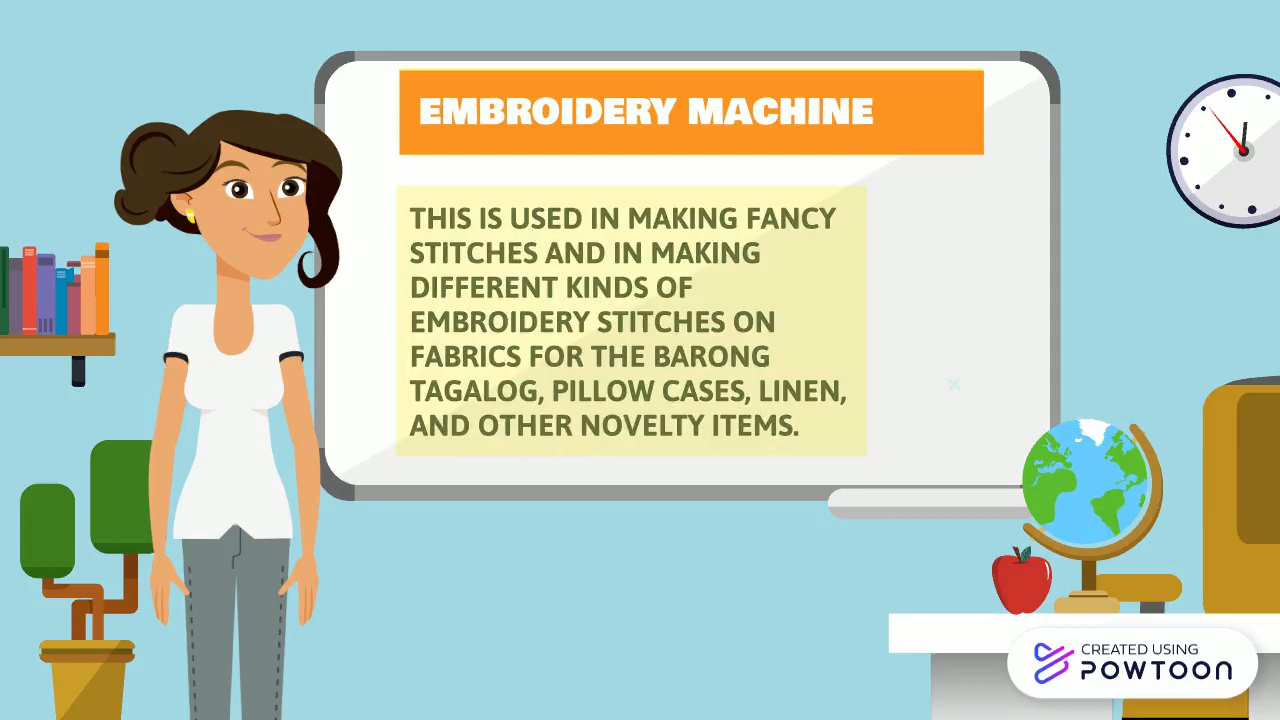 EMBROIDERY MACHINE
THIS IS USED IN MAKING FANCY
STITCHES AND IN MAKING
DIFFERENT KINDS OF
EMBROIDERY STITCHES ON
FABRICS FOR THE BARONG
TAGALOG, PILLOW CASES, LINEN,
AND OTHER NOVELTY ITEMS.
CREATED USING
POWTOON